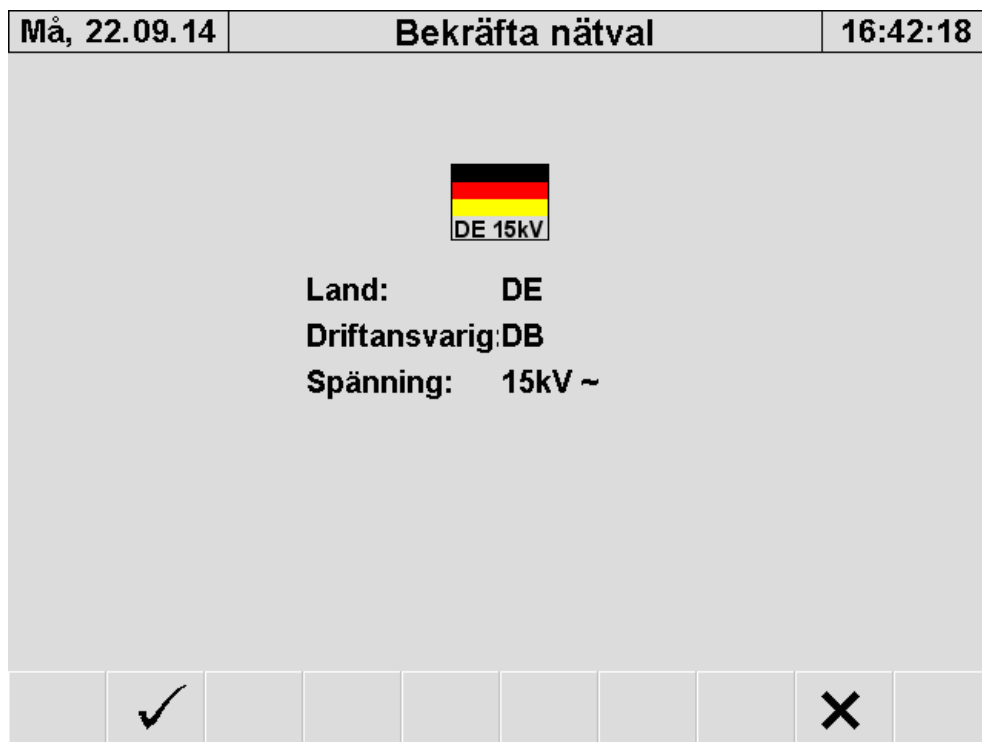 Må, 22.09.14 Bekräfta nätval 16:42:18
DE 15kV
Land: DE
Driftansvarig: DB
Spänning: 15kV ~